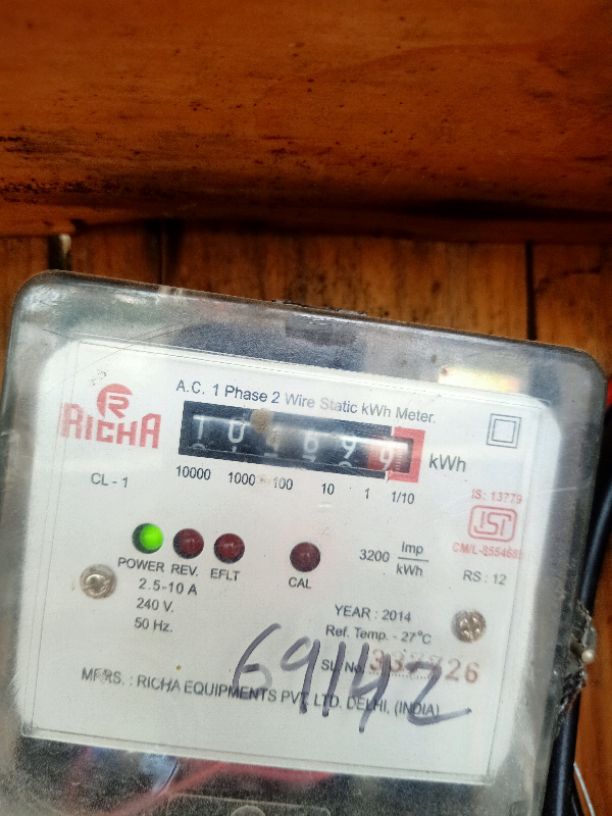 A.C. 1 Phase 2 Wire Static kWh Meter.
R
RICHA
kWh
CL - 1
10000 1000 100 10 1 1/10
IS : 13779
ISI
RS : 12
3200 Imp/kWh
POWER REV. EFLT CAL
2.5-10 A
240 V.
50 Hz.
YEAR : 2014
Ref. Temp. - 27°C
SL. No.
MFRS. : RICHA EQUIPMENTS PVT. LTD. DELHI, (INDIA)